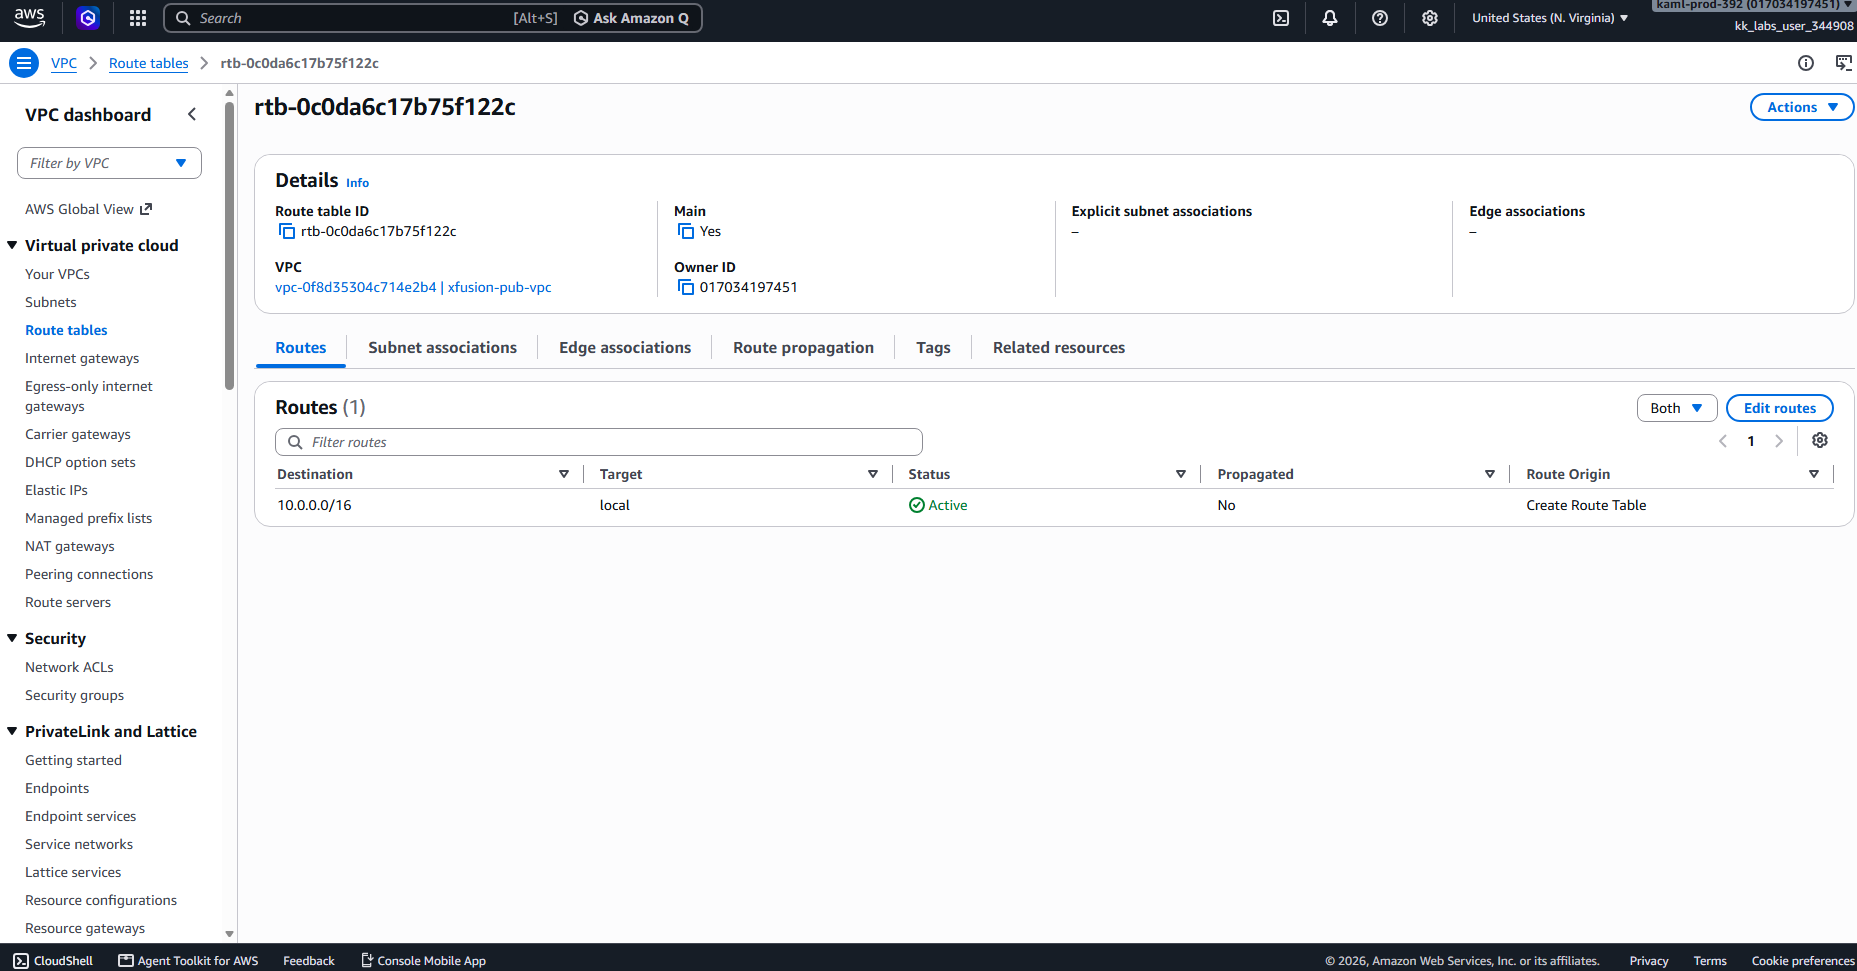 aws
Search [Alt+S] Ask Amazon Q
United States (N. Virginia)
kaml-prod-392 (017034197451)
kk_labs_user_344908
VPC > Route tables > rtb-0c0da6c17b75f122c
VPC dashboard
Filter by VPC
AWS Global View
Virtual private cloud
Your VPCs
Subnets
Route tables
Internet gateways
Egress-only internet
gateways
Carrier gateways
DHCP option sets
Elastic IPs
Managed prefix lists
NAT gateways
Peering connections
Route servers
Security
Network ACLs
Security groups
PrivateLink and Lattice
Getting started
Endpoints
Endpoint services
Service networks
Lattice services
Resource configurations
Resource gateways
rtb-0c0da6c17b75f122c
Actions
Details Info
Route table ID
rtb-0c0da6c17b75f122c
Main
Yes
Explicit subnet associations
–
Edge associations
–
VPC
vpc-0f8d35304c714e2b4 | xfusion-pub-vpc
Owner ID
017034197451
Routes Subnet associations Edge associations Route propagation Tags Related resources
Routes (1)
Both Edit routes
Filter routes
1
Destination Target Status Propagated Route Origin
10.0.0.0/16 local Active No Create Route Table
CloudShell Agent Toolkit for AWS Feedback Console Mobile App
© 2026, Amazon Web Services, Inc. or its affiliates. Privacy Terms Cookie preferences